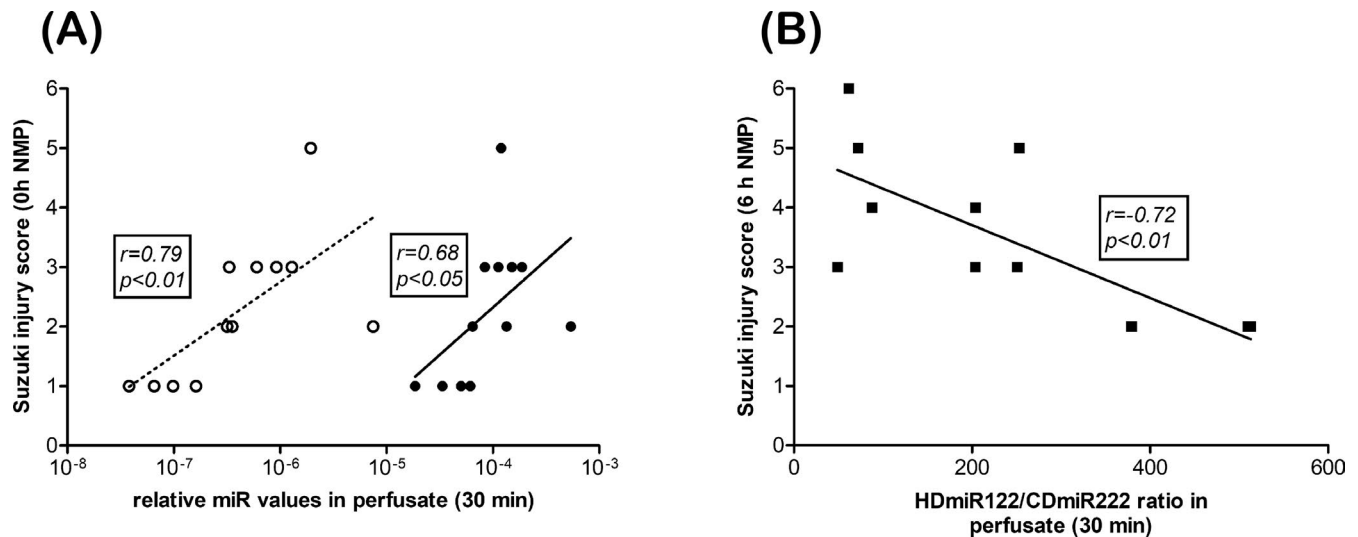 (A)
Suzuki injury score (0h NMP)
6
5
4
3
2
1
0
r=0.79
p<0.01
r=0.68
p<0.05
10-8
10-7
10-6
10-5
10-4
10-3
relative miR values in perfusate (30 min)
(B)
Suzuki injury score (6 h NMP)
6
5
4
3
2
1
0
r=-0.72
p<0.01
0
200
400
600
HDmiR122/CDmiR222 ratio in
perfusate (30 min)